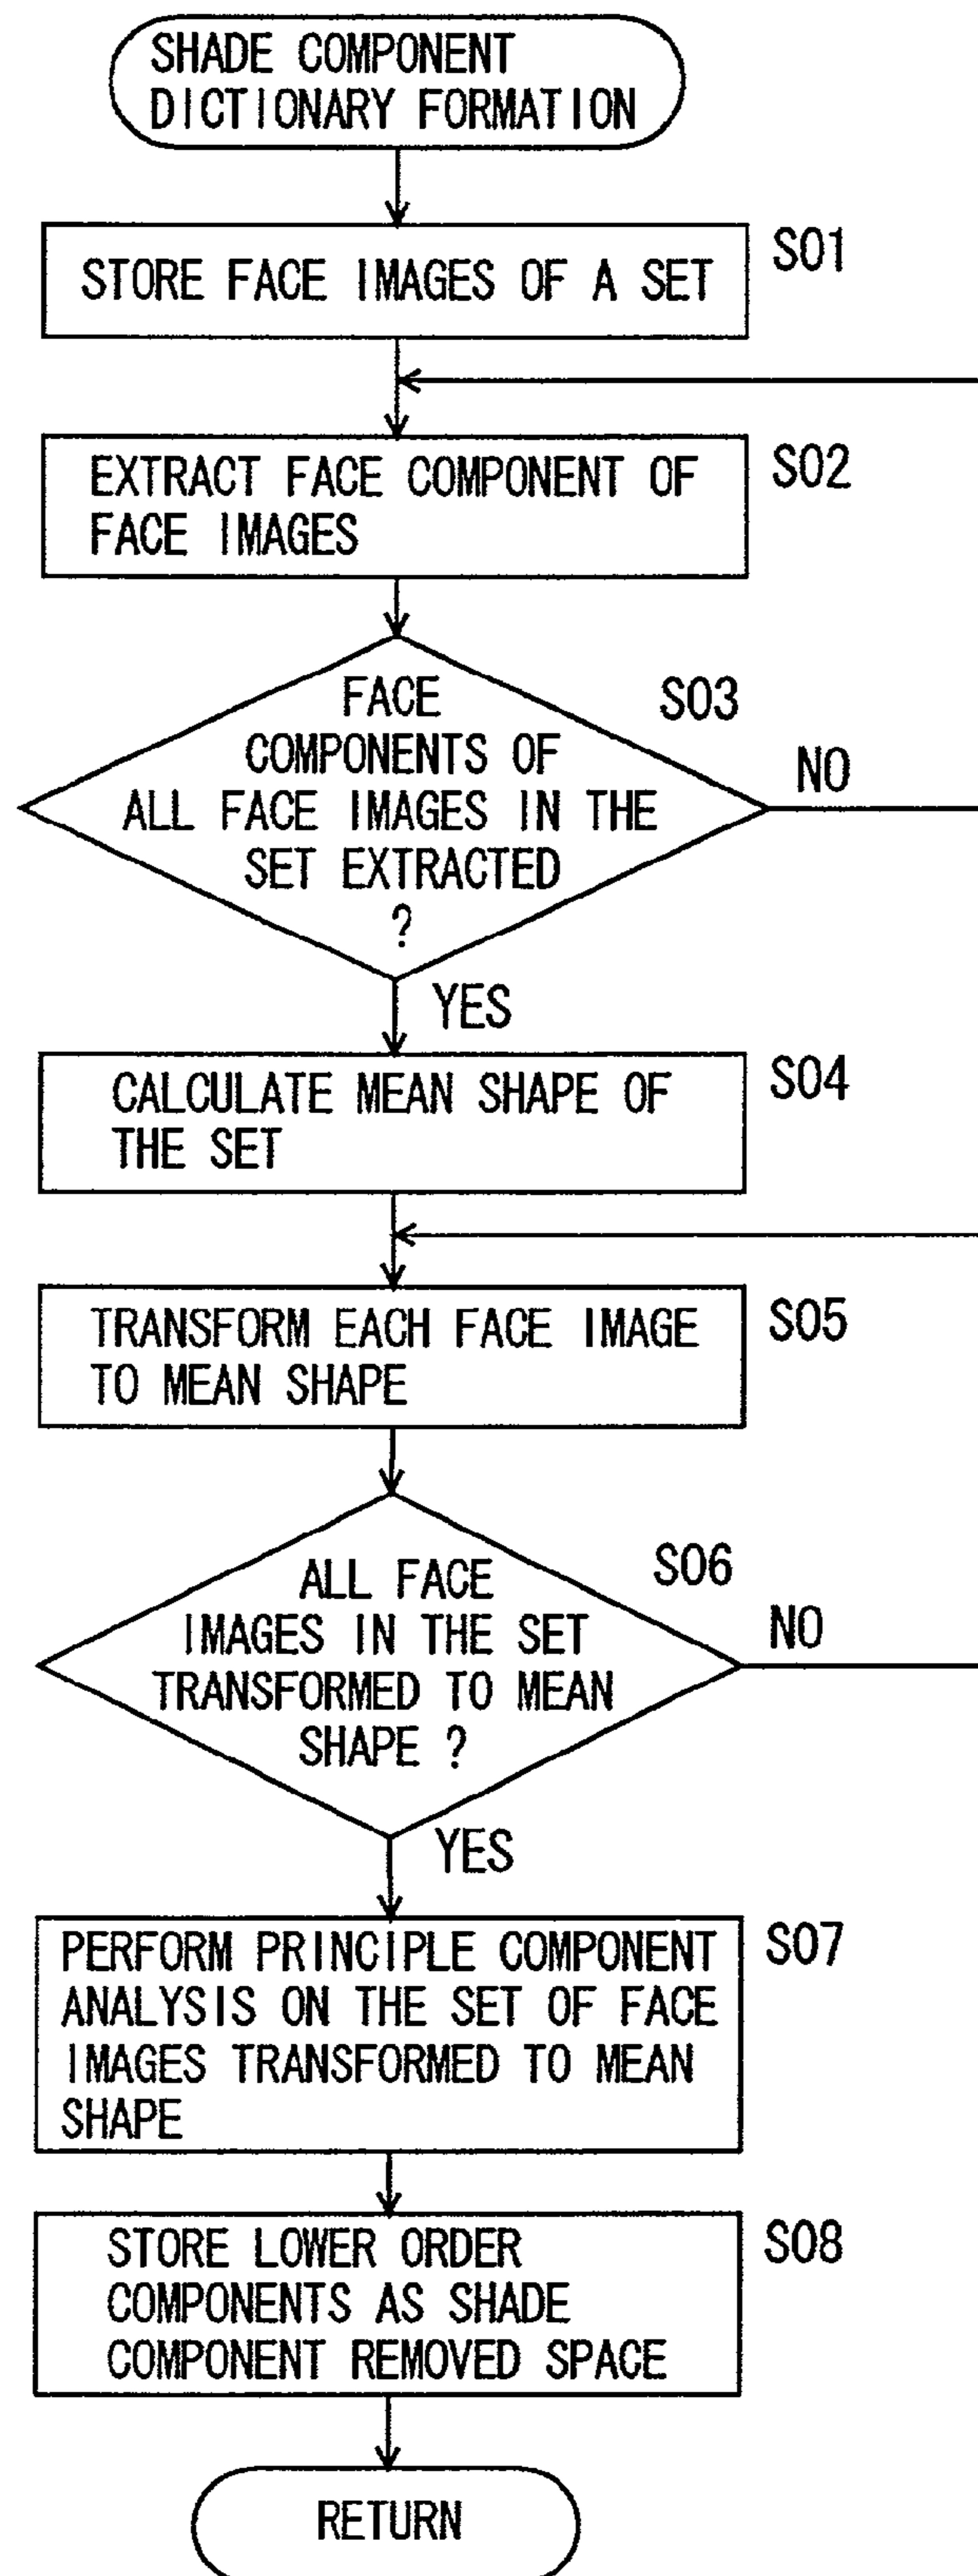 SHADE COMPONENT
DICTIONARY FORMATION
STORE FACE IMAGES OF A SET
S01
EXTRACT FACE COMPONENT OF
FACE IMAGES
S02
FACE
COMPONENTS OF
ALL FACE IMAGES IN THE
SET EXTRACTED
?
S03
NO
YES
CALCULATE MEAN SHAPE OF
THE SET
S04
TRANSFORM EACH FACE IMAGE
TO MEAN SHAPE
S05
ALL FACE
IMAGES IN THE SET
TRANSFORMED TO MEAN
SHAPE ?
S06
NO
YES
PERFORM PRINCIPLE COMPONENT
ANALYSIS ON THE SET OF FACE
IMAGES TRANSFORMED TO MEAN
SHAPE
S07
STORE LOWER ORDER
COMPONENTS AS SHADE
COMPONENT REMOVED SPACE
S08
RETURN